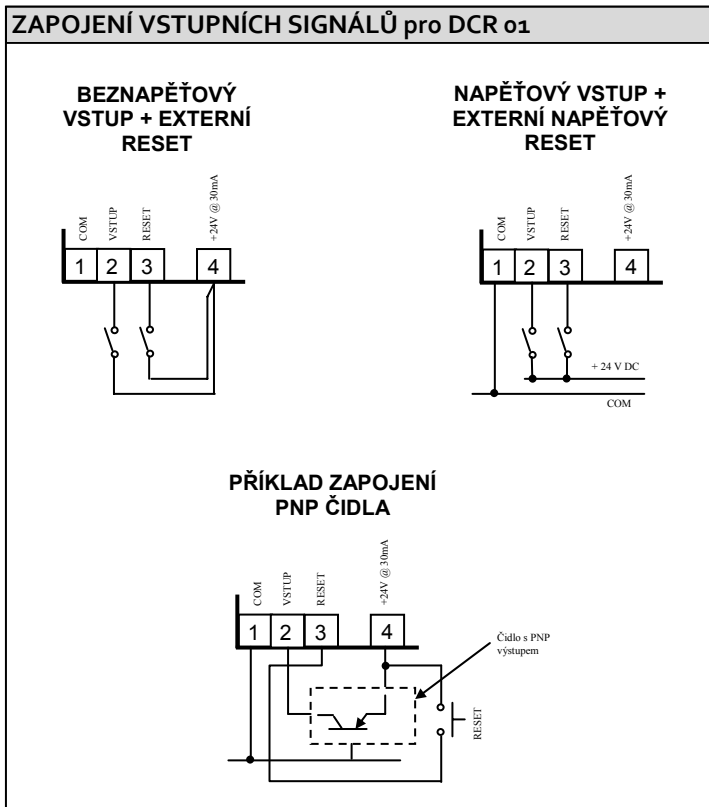 ZAPOJENÍ VSTUPNÍCH SIGNÁLŮ pro DCR 01
BEZNAPĚŤOVÝ
VSTUP + EXTERNÍ
RESET
COM
VSTUP
RESET
+24V @ 30mA
1 2 3 4
NAPĚŤOVÝ VSTUP +
EXTERNÍ NAPĚŤOVÝ
RESET
COM
VSTUP
RESET
+24V @ 30mA
1 2 3 4
+ 24 V DC
COM
PŘÍKLAD ZAPOJENÍ
PNP ČIDLA
COM
VSTUP
RESET
+24V @ 30mA
1 2 3 4
Čidlo s PNP
výstupem
RESET